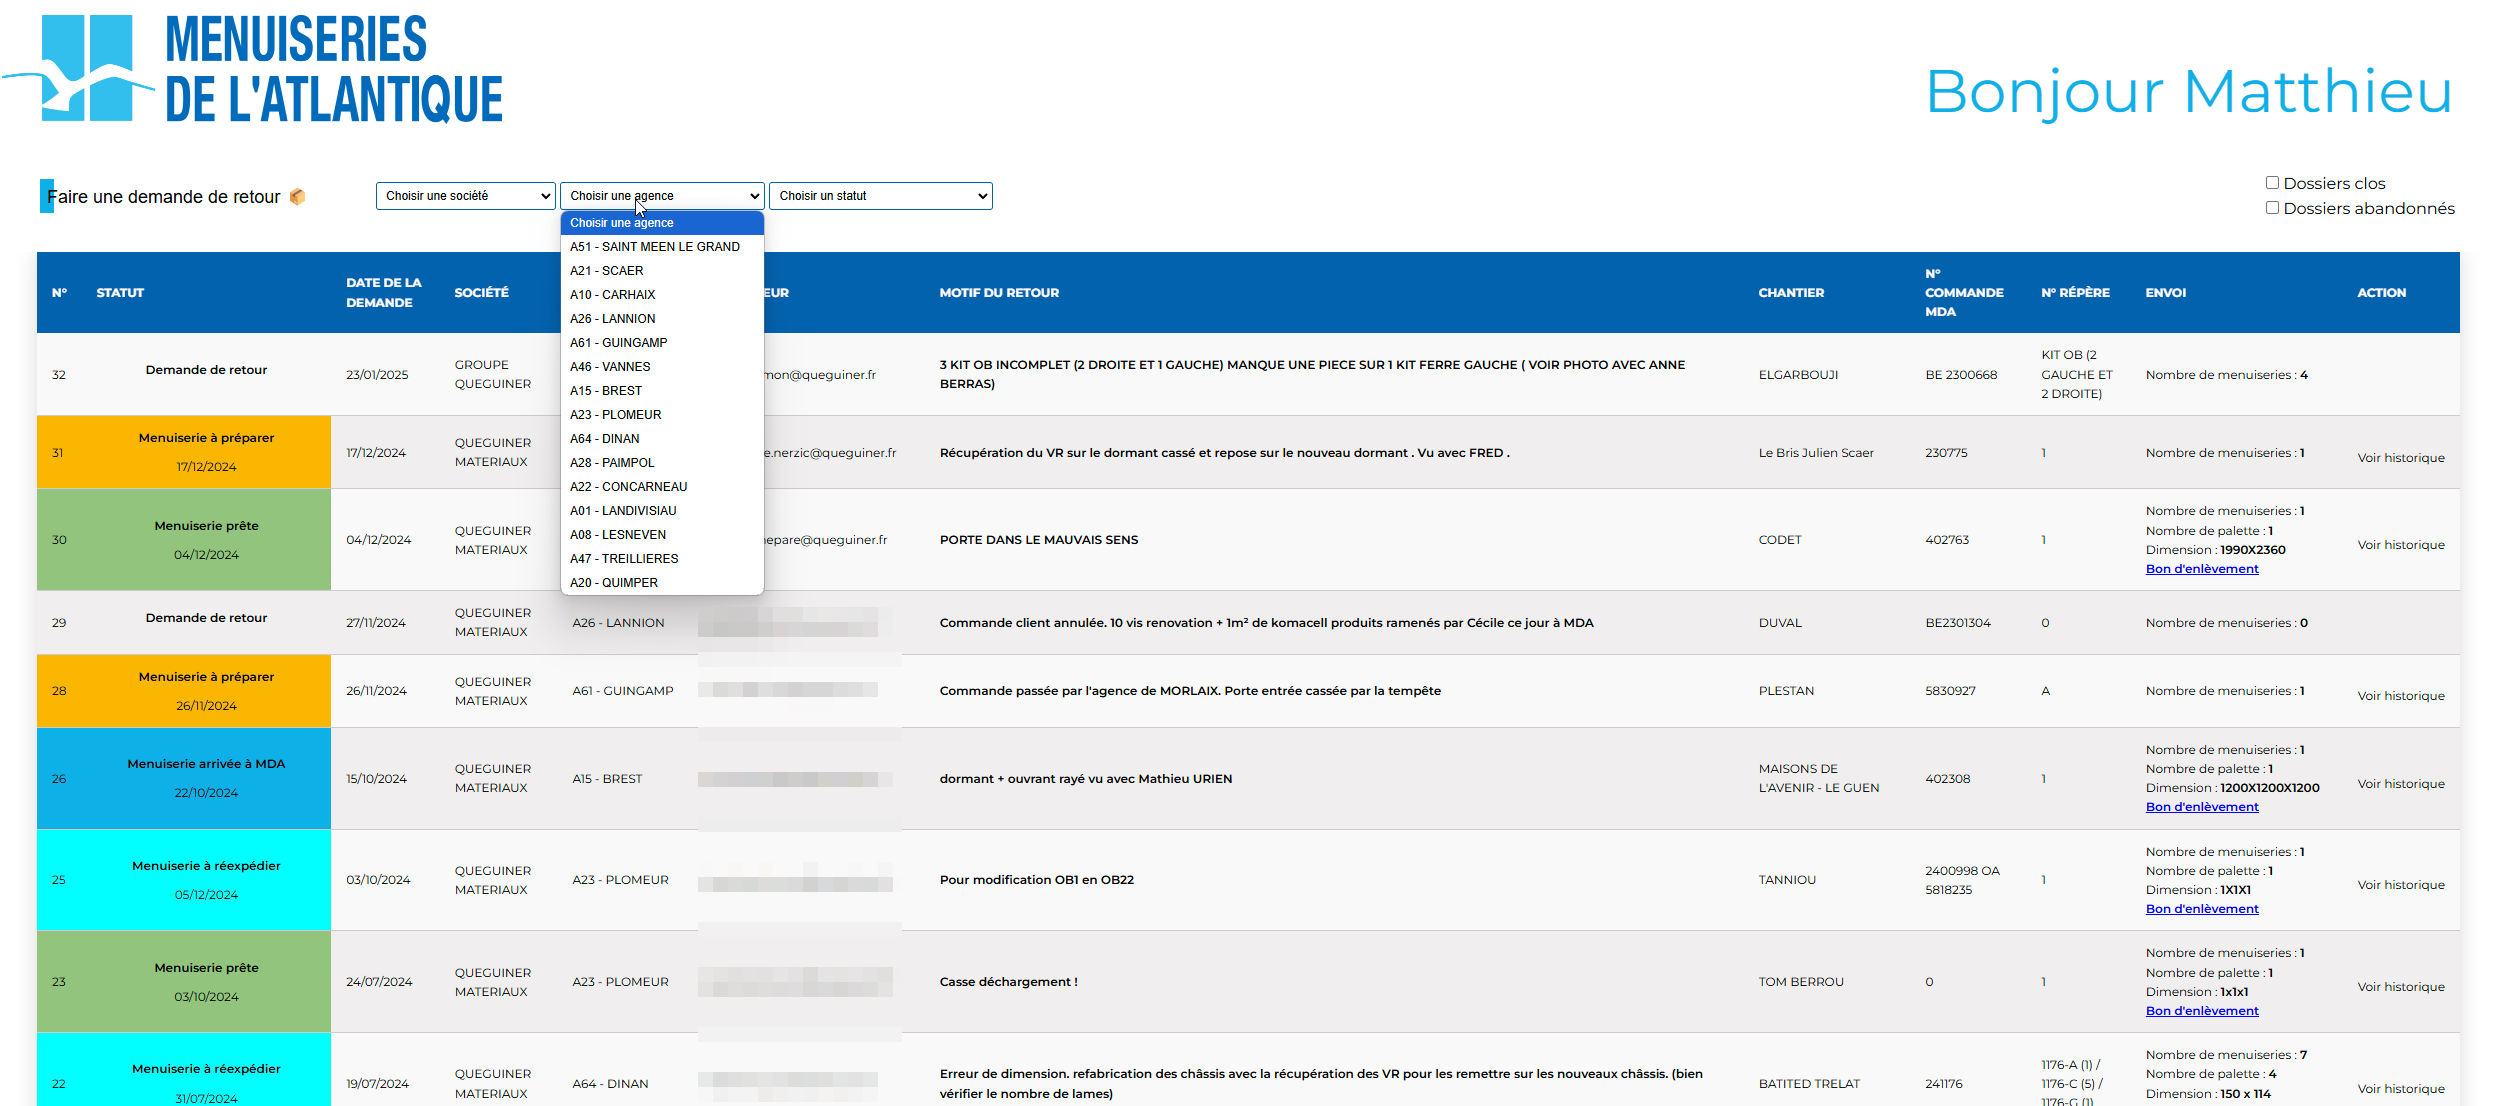 MENUISERIES
DE L'ATLANTIQUE
Bonjour Matthieu
Faire une demande de retour
Choisir une société
Choisir une agence
Choisir un statut
Dossiers clos
Dossiers abandonnés
Choisir une agence
A51 - SAINT MEEN LE GRAND
A21 - SCAER
A10 - CARHAIX
A26 - LANNION
A61 - GUINGAMP
A46 - VANNES
A15 - BREST
A23 - PLOMEUR
A64 - DINAN
A28 - PAIMPOL
A22 - CONCARNEAU
A01 - LANDIVISIAU
A08 - LESNEVEN
A47 - TREILLIERES
A20 - QUIMPER
N°
STATUT
DATE DE LA
DEMANDE
SOCIÉTÉ
EUR
MOTIF DU RETOUR
CHANTIER
N°
COMMANDE
MDA
N° RÉPÈRE
ENVOI
ACTION
32
Demande de retour
23/01/2025
GROUPE
QUEGUINER
mon@queguiner.fr
3 KIT OB INCOMPLET (2 DROITE ET 1 GAUCHE) MANQUE UNE PIECE SUR 1 KIT FERRE GAUCHE ( VOIR PHOTO AVEC ANNE
BERRAS)
ELGARBOUJI
BE 2300668
KIT OB (2
GAUCHE ET
2 DROITE)
Nombre de menuiseries : 4
31
Menuiserie à préparer
17/12/2024
17/12/2024
QUEGUINER
MATERIAUX
e.nerzic@queguiner.fr
Récupération du VR sur le dormant cassé et repose sur le nouveau dormant . Vu avec FRED .
Le Bris Julien Scaer
230775
1
Nombre de menuiseries : 1
Voir historique
30
Menuiserie prête
04/12/2024
04/12/2024
QUEGUINER
MATERIAUX
epare@queguiner.fr
PORTE DANS LE MAUVAIS SENS
CODET
402763
1
Nombre de menuiseries : 1
Nombre de palette : 1
Dimension : 1990X2360
Bon d'enlèvement
Voir historique
29
Demande de retour
27/11/2024
QUEGUINER
MATERIAUX
A26 - LANNION
Commande client annulée. 10 vis renovation + 1m² de komacell produits ramenés par Cécile ce jour à MDA
DUVAL
BE2301304
0
Nombre de menuiseries : 0
28
Menuiserie à préparer
26/11/2024
26/11/2024
QUEGUINER
MATERIAUX
A61 - GUINGAMP
Commande passée par l'agence de MORLAIX. Porte entrée cassée par la tempête
PLESTAN
5830927
A
Nombre de menuiseries : 1
Voir historique
26
Menuiserie arrivée à MDA
22/10/2024
15/10/2024
QUEGUINER
MATERIAUX
A15 - BREST
dormant + ouvrant rayé vu avec Mathieu URIEN
MAISONS DE
L'AVENIR - LE GUEN
402308
1
Nombre de menuiseries : 1
Nombre de palette : 1
Dimension : 1200X1200X1200
Bon d'enlèvement
Voir historique
25
Menuiserie à réexpédier
05/12/2024
03/10/2024
QUEGUINER
MATERIAUX
A23 - PLOMEUR
Pour modification OB1 en OB22
TANNIOU
2400998 OA
5818235
1
Nombre de menuiseries : 1
Nombre de palette : 1
Dimension : 1X1X1
Bon d'enlèvement
Voir historique
23
Menuiserie prête
03/10/2024
24/07/2024
QUEGUINER
MATERIAUX
A23 - PLOMEUR
Casse déchargement !
TOM BERROU
0
1
Nombre de menuiseries : 1
Nombre de palette : 1
Dimension : 1x1x1
Bon d'enlèvement
Voir historique
22
Menuiserie à réexpédier
31/07/2024
19/07/2024
QUEGUINER
MATERIAUX
A64 - DINAN
Erreur de dimension. refabrication des châssis avec la récupération des VR pour les remettre sur les nouveaux châssis. (bien
vérifier le nombre de lames)
BATITED TRELAT
241176
1176-A (1) /
1176-C (5) /
1176-G (1)
Nombre de menuiseries : 7
Nombre de palette : 4
Dimension : 150 x 114
Voir historique